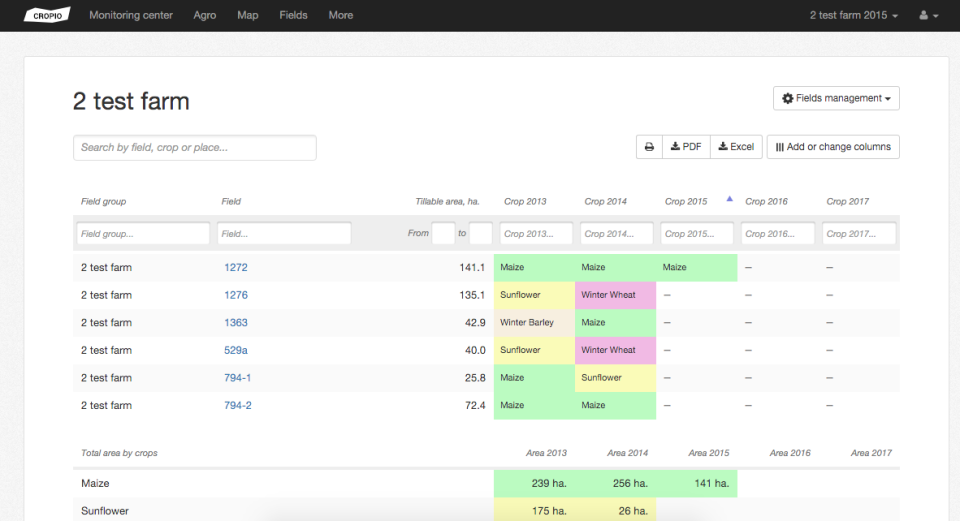 CROPIO Monitoring center Agro Map Fields More 2 test farm 2015
2 test farm
Fields management
Search by field, crop or place...
PDF Excel Add or change columns
Field group Field Tillable area, ha. Crop 2013 Crop 2014 Crop 2015 Crop 2016 Crop 2017
Field group... Field... From to Crop 2013... Crop 2014... Crop 2015... Crop 2016... Crop 2017...
2 test farm 1272 141.1 Maize Maize Maize – –
2 test farm 1276 135.1 Sunflower Winter Wheat – – –
2 test farm 1363 42.9 Winter Barley Maize – – –
2 test farm 529a 40.0 Sunflower Winter Wheat – – –
2 test farm 794-1 25.8 Maize Sunflower – – –
2 test farm 794-2 72.4 Maize Maize – – –
Total area by crops Area 2013 Area 2014 Area 2015 Area 2016 Area 2017
Maize 239 ha. 256 ha. 141 ha.
Sunflower 175 ha. 26 ha.